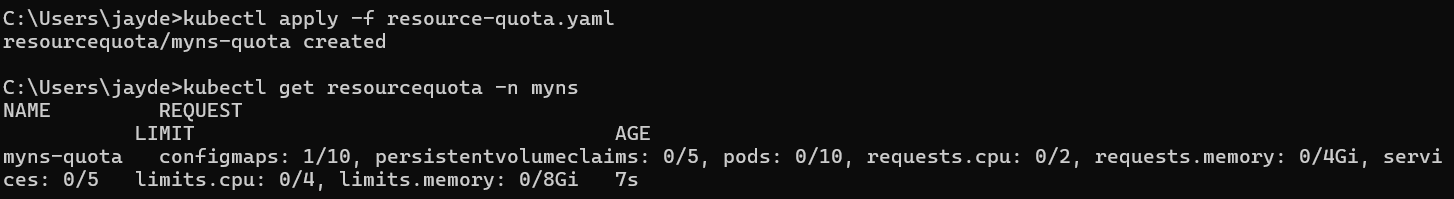 C:\Users\jayde>kubectl apply -f resource-quota.yaml
resourcequota/myns-quota created
C:\Users\jayde>kubectl get resourcequota -n myns
NAME         REQUEST
           LIMIT                                   AGE
myns-quota   configmaps: 1/10, persistentvolumeclaims: 0/5, pods: 0/10, requests.cpu: 0/2, requests.memory: 0/4Gi, servi
ces: 0/5   limits.cpu: 0/4, limits.memory: 0/8Gi   7s